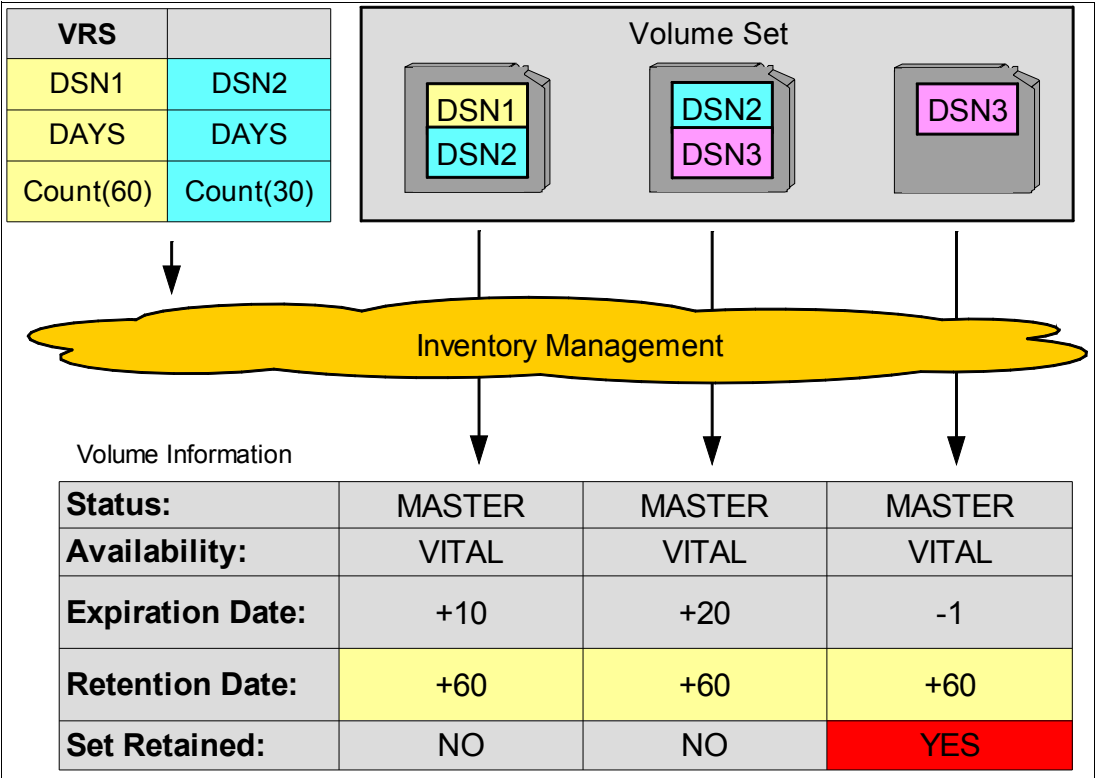 VRS
DSN1 DSN2
DAYS DAYS
Count(60) Count(30)
Volume Set
DSN1 DSN2 DSN3
DSN2 DSN3
Inventory Management
Volume Information
Status: MASTER MASTER MASTER
Availability: VITAL VITAL VITAL
Expiration Date: +10 +20 -1
Retention Date: +60 +60 +60
Set Retained: NO NO YES